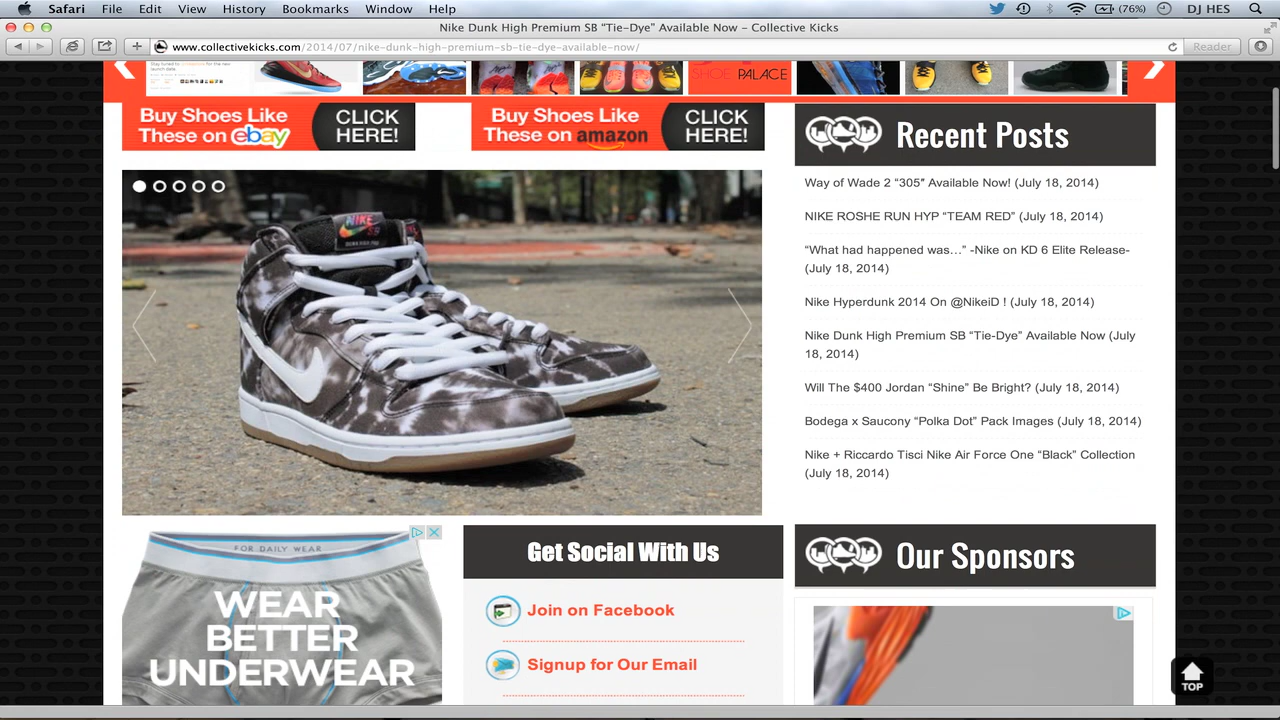 Safari File Edit View History Bookmarks Window Help (76%) DJ HES
Nike Dunk High Premium SB “Tie-Dye” Available Now – Collective Kicks
www.collectivekicks.com/2014/07/nike-dunk-high-premium-sb-tie-dye-available-now/
Reader
SHOE PALACE
Buy Shoes Like
These on ebay
CLICK
HERE!
Buy Shoes Like
These on amazon
CLICK
HERE!
NIKE
SB
Recent Posts
Way of Wade 2 “305″ Available Now! (July 18, 2014)
NIKE ROSHE RUN HYP “TEAM RED” (July 18, 2014)
“What had happened was…” -Nike on KD 6 Elite Release-
(July 18, 2014)
Nike Hyperdunk 2014 On @NikeiD ! (July 18, 2014)
Nike Dunk High Premium SB “Tie-Dye” Available Now (July
18, 2014)
Will The $400 Jordan “Shine” Be Bright? (July 18, 2014)
Bodega x Saucony “Polka Dot” Pack Images (July 18, 2014)
Nike + Riccardo Tisci Nike Air Force One “Black” Collection
(July 18, 2014)
FOR DAILY WEAR
WEAR
BETTER
UNDERWEAR
Get Social With Us
Join on Facebook
Signup for Our Email
Our Sponsors
TOP